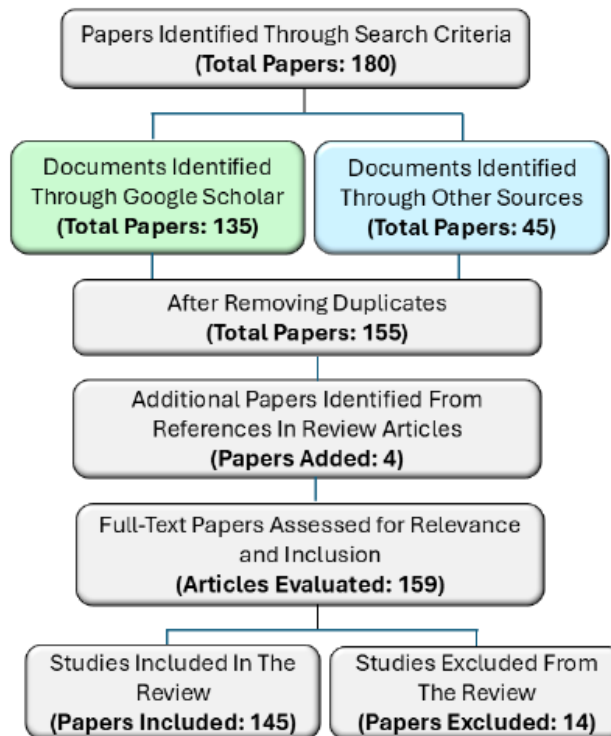 Papers Identified Through Search Criteria
(Total Papers: 180)
Documents Identified
Through Google Scholar
(Total Papers: 135)
Documents Identified
Through Other Sources
(Total Papers: 45)
After Removing Duplicates
(Total Papers: 155)
Additional Papers Identified From
References In Review Articles
(Papers Added: 4)
Full-Text Papers Assessed for Relevance
and Inclusion
(Articles Evaluated: 159)
Studies Included In The
Review
(Papers Included: 145)
Studies Excluded From
The Review
(Papers Excluded: 14)